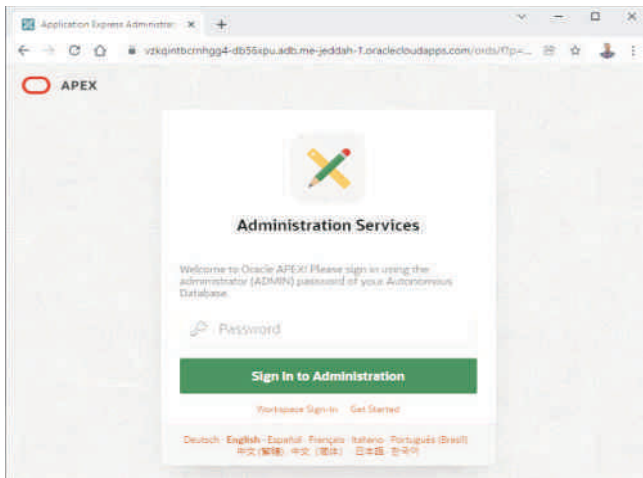 Application Express Administrat
vzkqintbcrnhgg4-db55xpu.adb.me-jeddah-1.oraclecloudapps.com/ords/f?p=...
APEX
Administration Services
Welcome to Oracle APEX! Please sign in using the
administrator (ADMIN) password of your Autonomous
Database.
Password
Sign In to Administration
Workspace Sign-In Get Started
Deutsch · English · Español · Français · Italiano · Português (Brasil)
中文 (繁體) · 中文 (简体) · 日本語 · 한국어